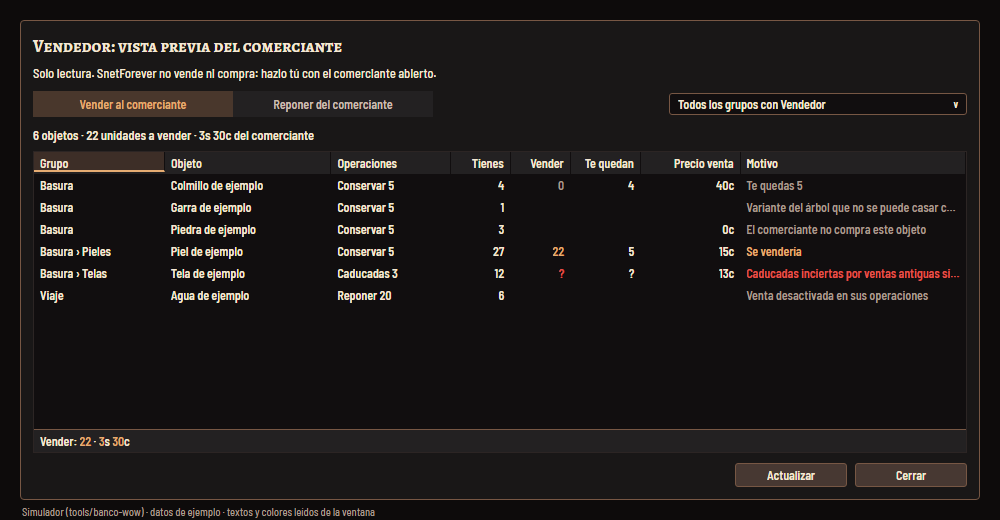 Vendedor: vista previa del comerciante
Solo lectura. SnetForever no vende ni compra: hazlo tú con el comerciante abierto.
Vender al comerciante Reponer del comerciante Todos los grupos con Vendedor v
6 objetos · 22 unidades a vender · 3s 30c del comerciante
Grupo Objeto Operaciones Tienes Vender Te quedan Precio venta Motivo
Basura Colmillo de ejemplo Conservar 5 4 0 4 40c Te quedas 5
Basura Garra de ejemplo Conservar 5 1 Variante del árbol que no se puede casar c...
Basura Piedra de ejemplo Conservar 5 3 0c El comerciante no compra este objeto
Basura › Pieles Piel de ejemplo Conservar 5 27 22 5 15c Se vendería
Basura › Telas Tela de ejemplo Caducadas 3 12 ? ? 13c Caducadas inciertas por ventas antiguas si...
Viaje Agua de ejemplo Reponer 20 6 Venta desactivada en sus operaciones
Vender: 22 · 3s 30c
Actualizar Cerrar
Simulador (tools/banco-wow) · datos de ejemplo · textos y colores leidos de la ventana